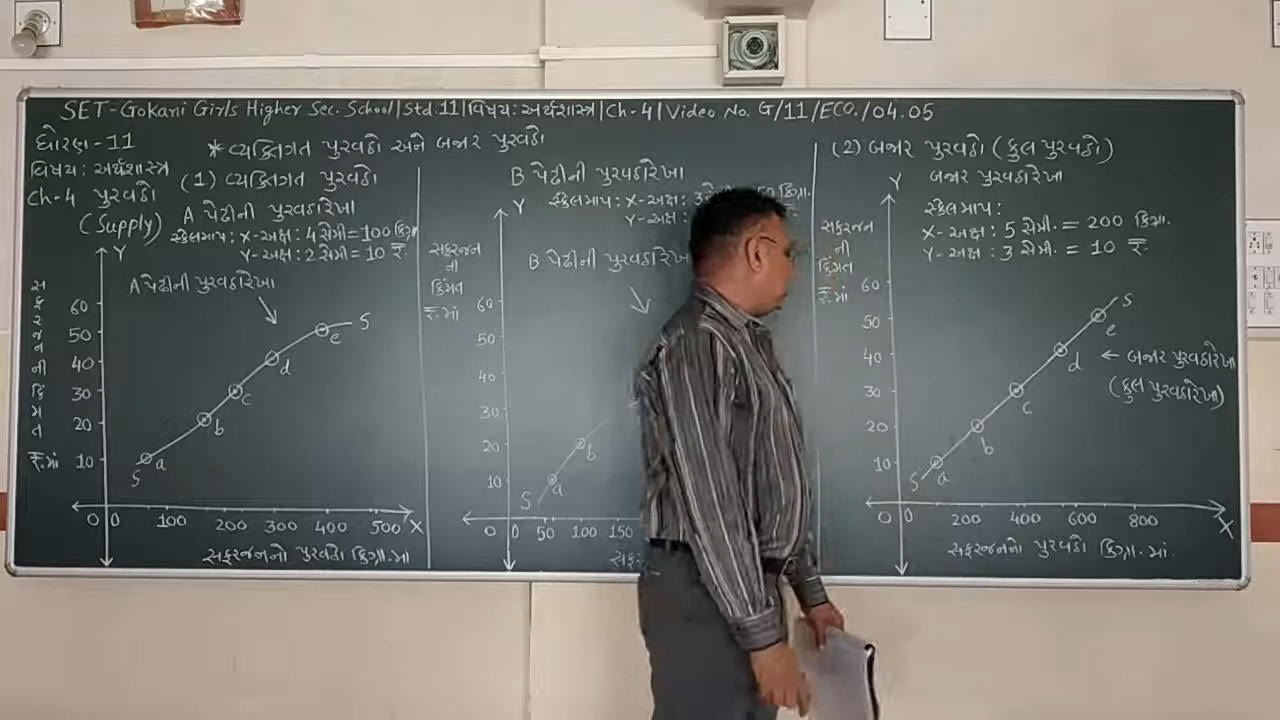 SET-Gokani Girls Higher Sec. School|Std.11|વિષય: અર્થશાસ્ત્ર|Ch-4|Video No. G/11/ECO./04.05
ધોરણ-11
વિષય: અર્થશાસ્ત્ર
Ch-4 પુરવઠો
(Supply)
* વ્યક્તિગત પુરવઠો અને બજાર પુરવઠો
(1) વ્યક્તિગત પુરવઠો
A પેઢીની પુરવઠારેખા
સ્કેલમાપ: X-અક્ષ: 4 સેમી = 100 કિગ્રા.
Y-અક્ષ: 2 સેમી = 10 ₹.
Y
A પેઢીની પુરવઠારેખા
સફરજનની કિંમત ₹.માં
60
50
40
30
20
10
S a b c d e S
O 0 100 200 300 400 500 X
સફરજનનો પુરવઠો કિગ્રા.માં
B પેઢીની પુરવઠારેખા
સ્કેલમાપ: X-અક્ષ:
Y-અક્ષ:
Y
સફરજન
ની
કિંમત
₹.માં
B પેઢીની
60
50
40
30
20
10
S a b
O 0 50 100 150
(2) બજાર પુરવઠો (કુલ પુરવઠો)
બજાર પુરવઠારેખા
સ્કેલમાપ:
X-અક્ષ: 5 સેમી. = 200 કિગ્રા.
Y-અક્ષ: 3 સેમી. = 10 ₹.
Y
સફરજન
ની
કિંમત
₹.માં
60
50
40
30
20
10
S a b c d e S
← બજાર પુરવઠારેખા
(કુલ પુરવઠારેખા)
O 0 200 400 600 800 X
સફરજનનો પુરવઠો કિગ્રા.માં.